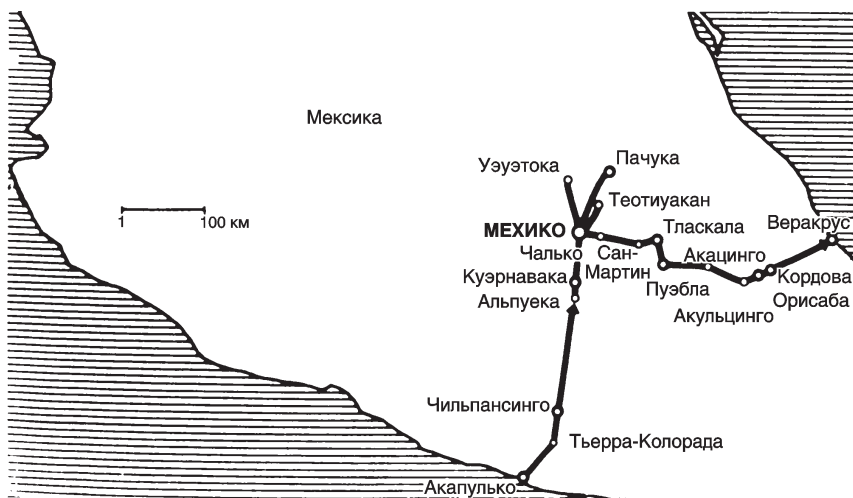 Мексика
Уэуэтока
Пачука
Теотиуакан
МЕХИКО
Тласкала
Веракрус
Чалько
Сан-
Мартин
Акацинго
Куэрнавака
Пуэбла
Кордова
Альпуека
Акульцинго
Орисаба
1
100 км
Чильпансинго
Тьерра-Колорада
Акапулько